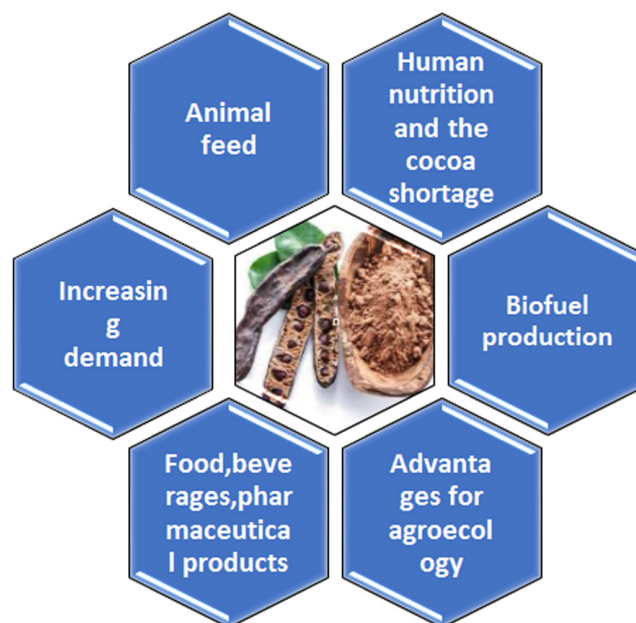 Animal
feed
Human
nutrition
and the
cocoa
shortage
Increasin
g
demand
Biofuel
production
Food,beve
rages,phar
maceutica
l products
Advanta
ges for
agroecol
ogy